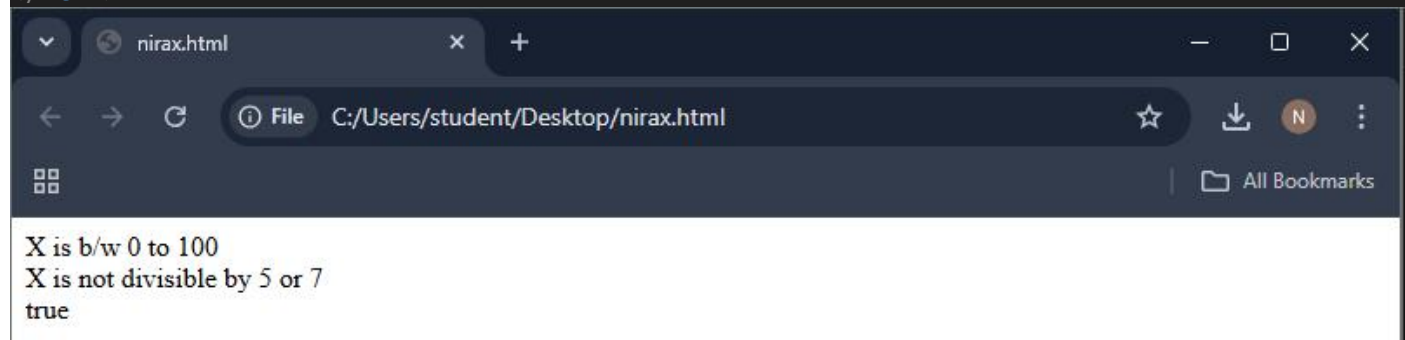 nirax.html
File C:/Users/student/Desktop/nirax.html
N
All Bookmarks
X is b/w 0 to 100
X is not divisible by 5 or 7
true